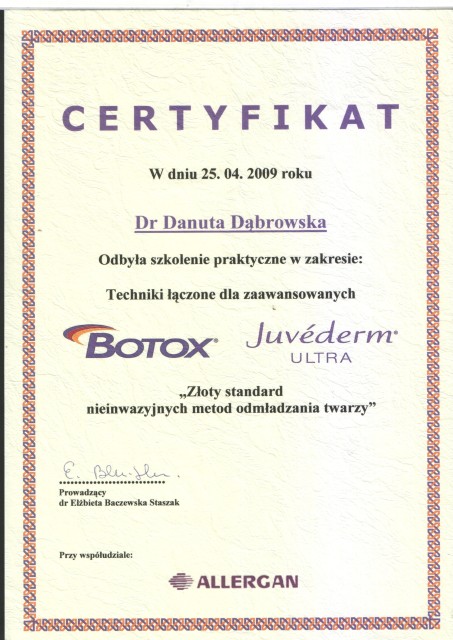 CERTYFIKAT
W dniu 25. 04. 2009 roku
Dr Danuta Dąbrowska
Odbyła szkolenie praktyczne w zakresie:
Techniki łączone dla zaawansowanych
BOTOX®
Juvéderm®
ULTRA
„Złoty standard
nieinwazyjnych metod odmładzania twarzy”
Prowadzący
dr Elżbieta Baczewska Staszak
Przy współudziale:
ALLERGAN